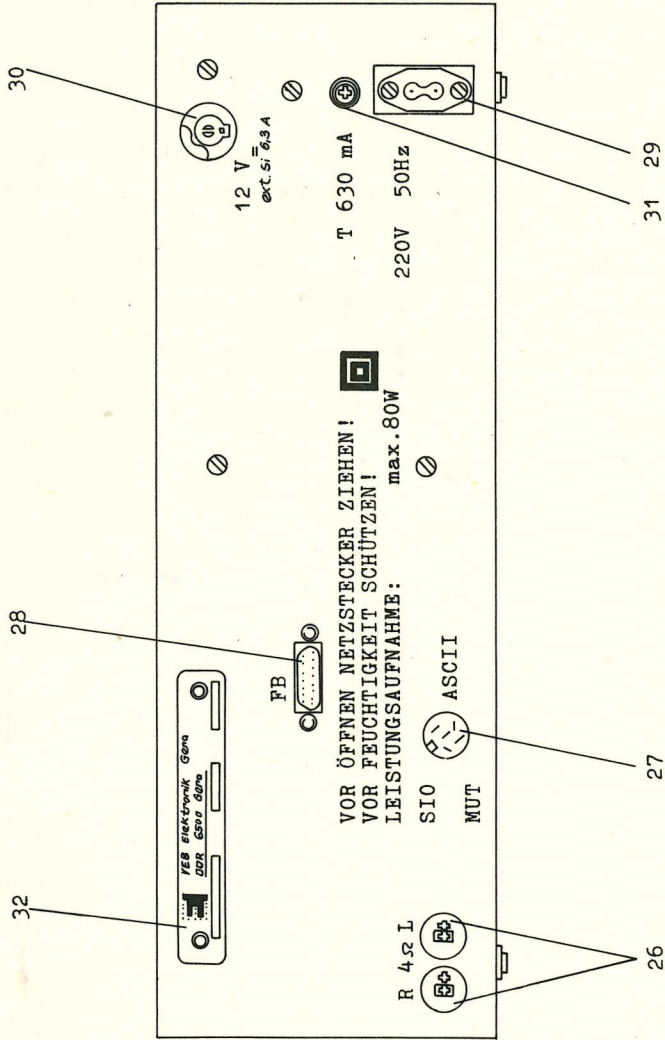 32
28
30
VEB Elektronik Gera
DDR 6500 Gera
FB
12 V =
ext. Si 6,3 A
VOR ÖFFNEN NETZSTECKER ZIEHEN!
VOR FEUCHTIGKEIT SCHÜTZEN!
LEISTUNGSAUFNAHME: max.80W
T 630 mA
220V 50Hz
R 4Ω L
SIO
ASCII
MUT
26
27
31
29